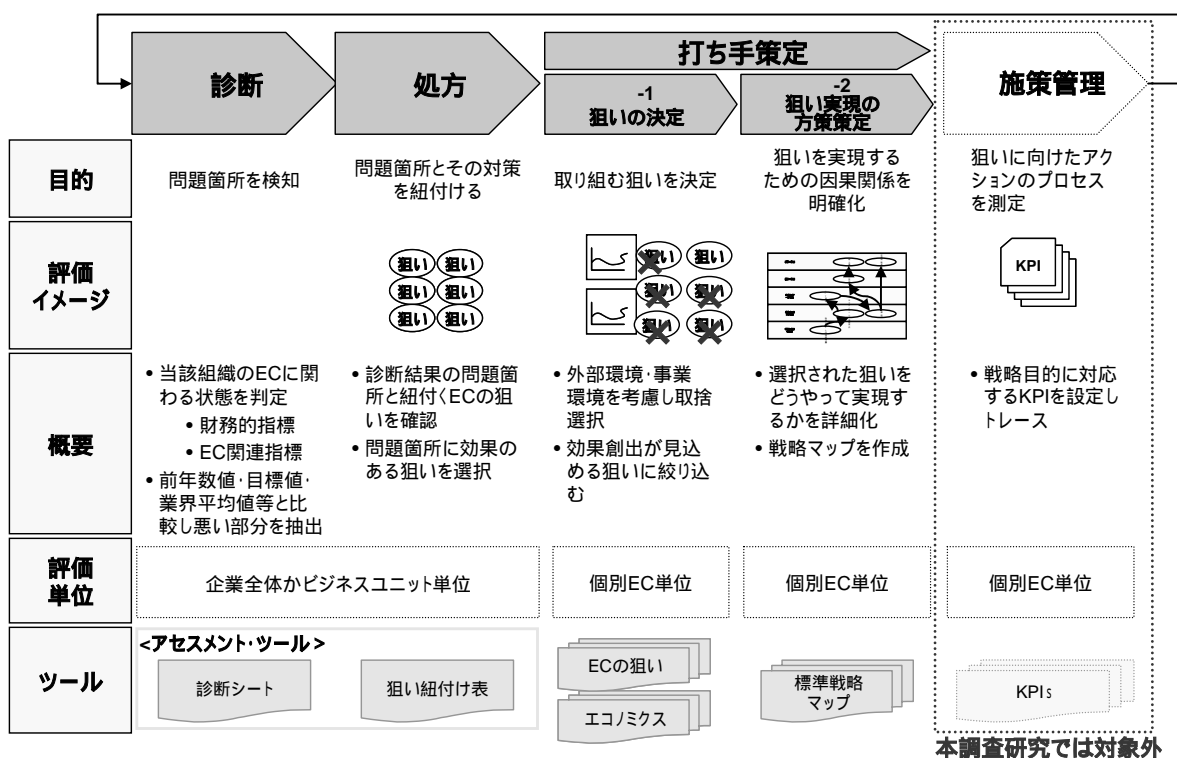 打ち手策定
診断
処方
-1
狙いの決定
-2
狙い実現の
方策策定
施策管理
目的
問題箇所を検知
問題箇所とその対策
を紐付ける
取り組む狙いを決定
狙いを実現する
ための因果関係を
明確化
狙いに向けたアク
ションのプロセス
を測定
評価
イメージ
狙い 狙い
狙い 狙い
狙い 狙い
狙い 狙い
狙い 狙い
狙い 狙い
KPI
概要
• 当該組織のECに関
わる状態を判定
• 財務的指標
• EC関連指標
• 前年数値・目標値・
業界平均値等と比
較し悪い部分を抽出
• 診断結果の問題箇
所と紐付くECの狙
いを確認
• 問題箇所に効果の
ある狙いを選択
• 外部環境・事業
環境を考慮し取捨
選択
• 効果創出が見込
める狙いに絞り込
む
• 選択された狙いを
どうやって実現す
るかを詳細化
• 戦略マップを作成
• 戦略目的に対応
するKPIを設定し
トレース
評価
単位
企業全体かビジネスユニット単位
個別EC単位
個別EC単位
個別EC単位
ツール
<アセスメント・ツール>
診断シート
狙い紐付け表
ECの狙い
エコノミクス
標準戦略
マップ
KPIs
本調査研究では対象外